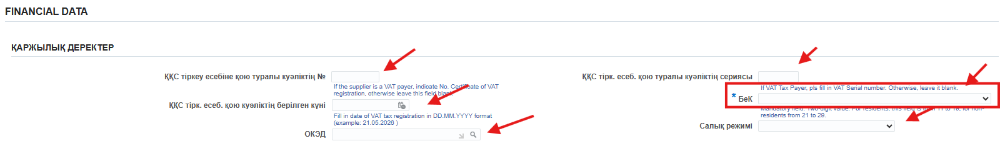 FINANCIAL DATA
ҚАРЖЫЛЫҚ ДЕРЕКТЕР
ҚҚС тіркеу есебіне қою туралы куәліктің №
If the supplier is a VAT payer, indicate No. Certificate of VAT
registration, otherwise leave this field blank
ҚҚС тірк. есеб. қою куәліктің берілген күні
Fill in date of VAT tax registration in DD.MM.YYYY format
(example: 21.05.2026 )
ОКЭД
ҚҚС тірк. есеб. қою туралы куәліктің сериясы
If VAT Tax Payer, pls fill in VAT Serial number. Otherwise, leave it blank.
* БеК
Mandatory field. Two-digit value. For residents, this field is from 11 to 19, for non-
residents from 21 to 29.
Салық режимі